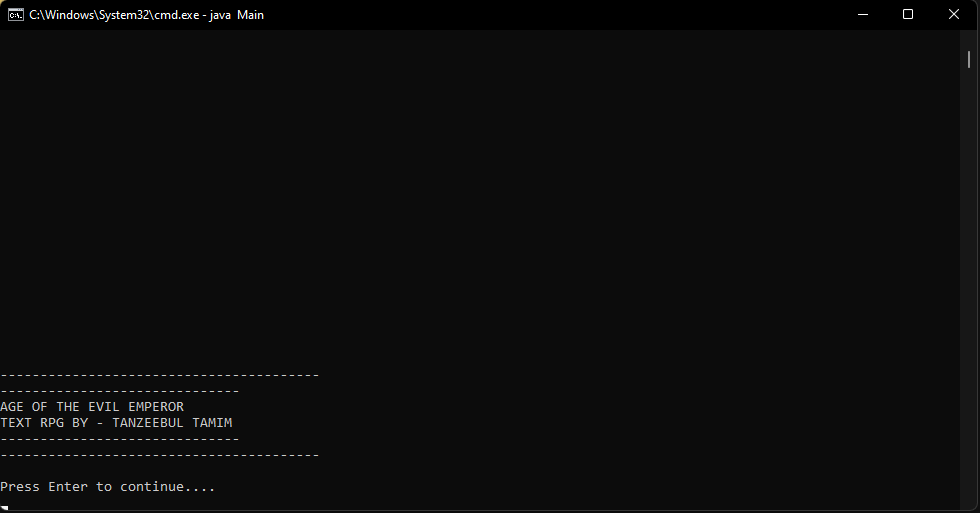 C:\Windows\System32\cmd.exe - java  Main
----------------------------------------
------------------------------
AGE OF THE EVIL EMPEROR
TEXT RPG BY - TANZEEBUL TAMIM
------------------------------
----------------------------------------
Press Enter to continue....